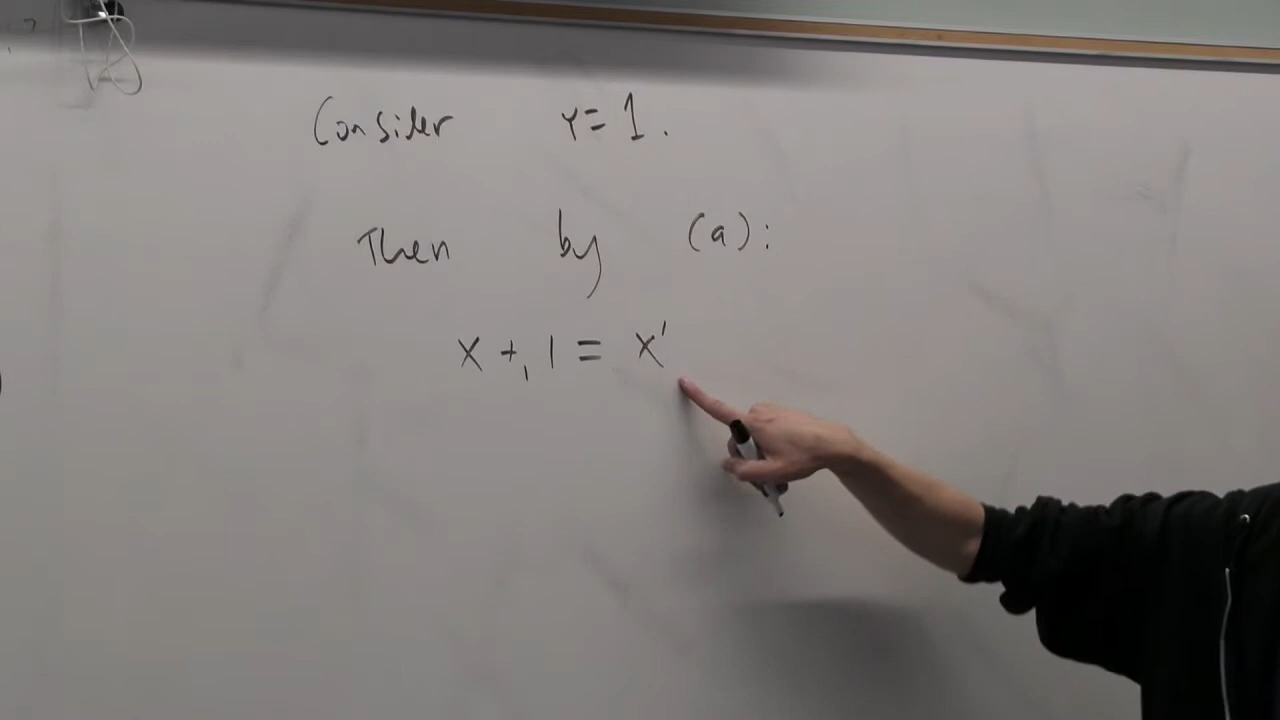 Consider Y=1.
Then by (a):
X +₁ 1 = X'